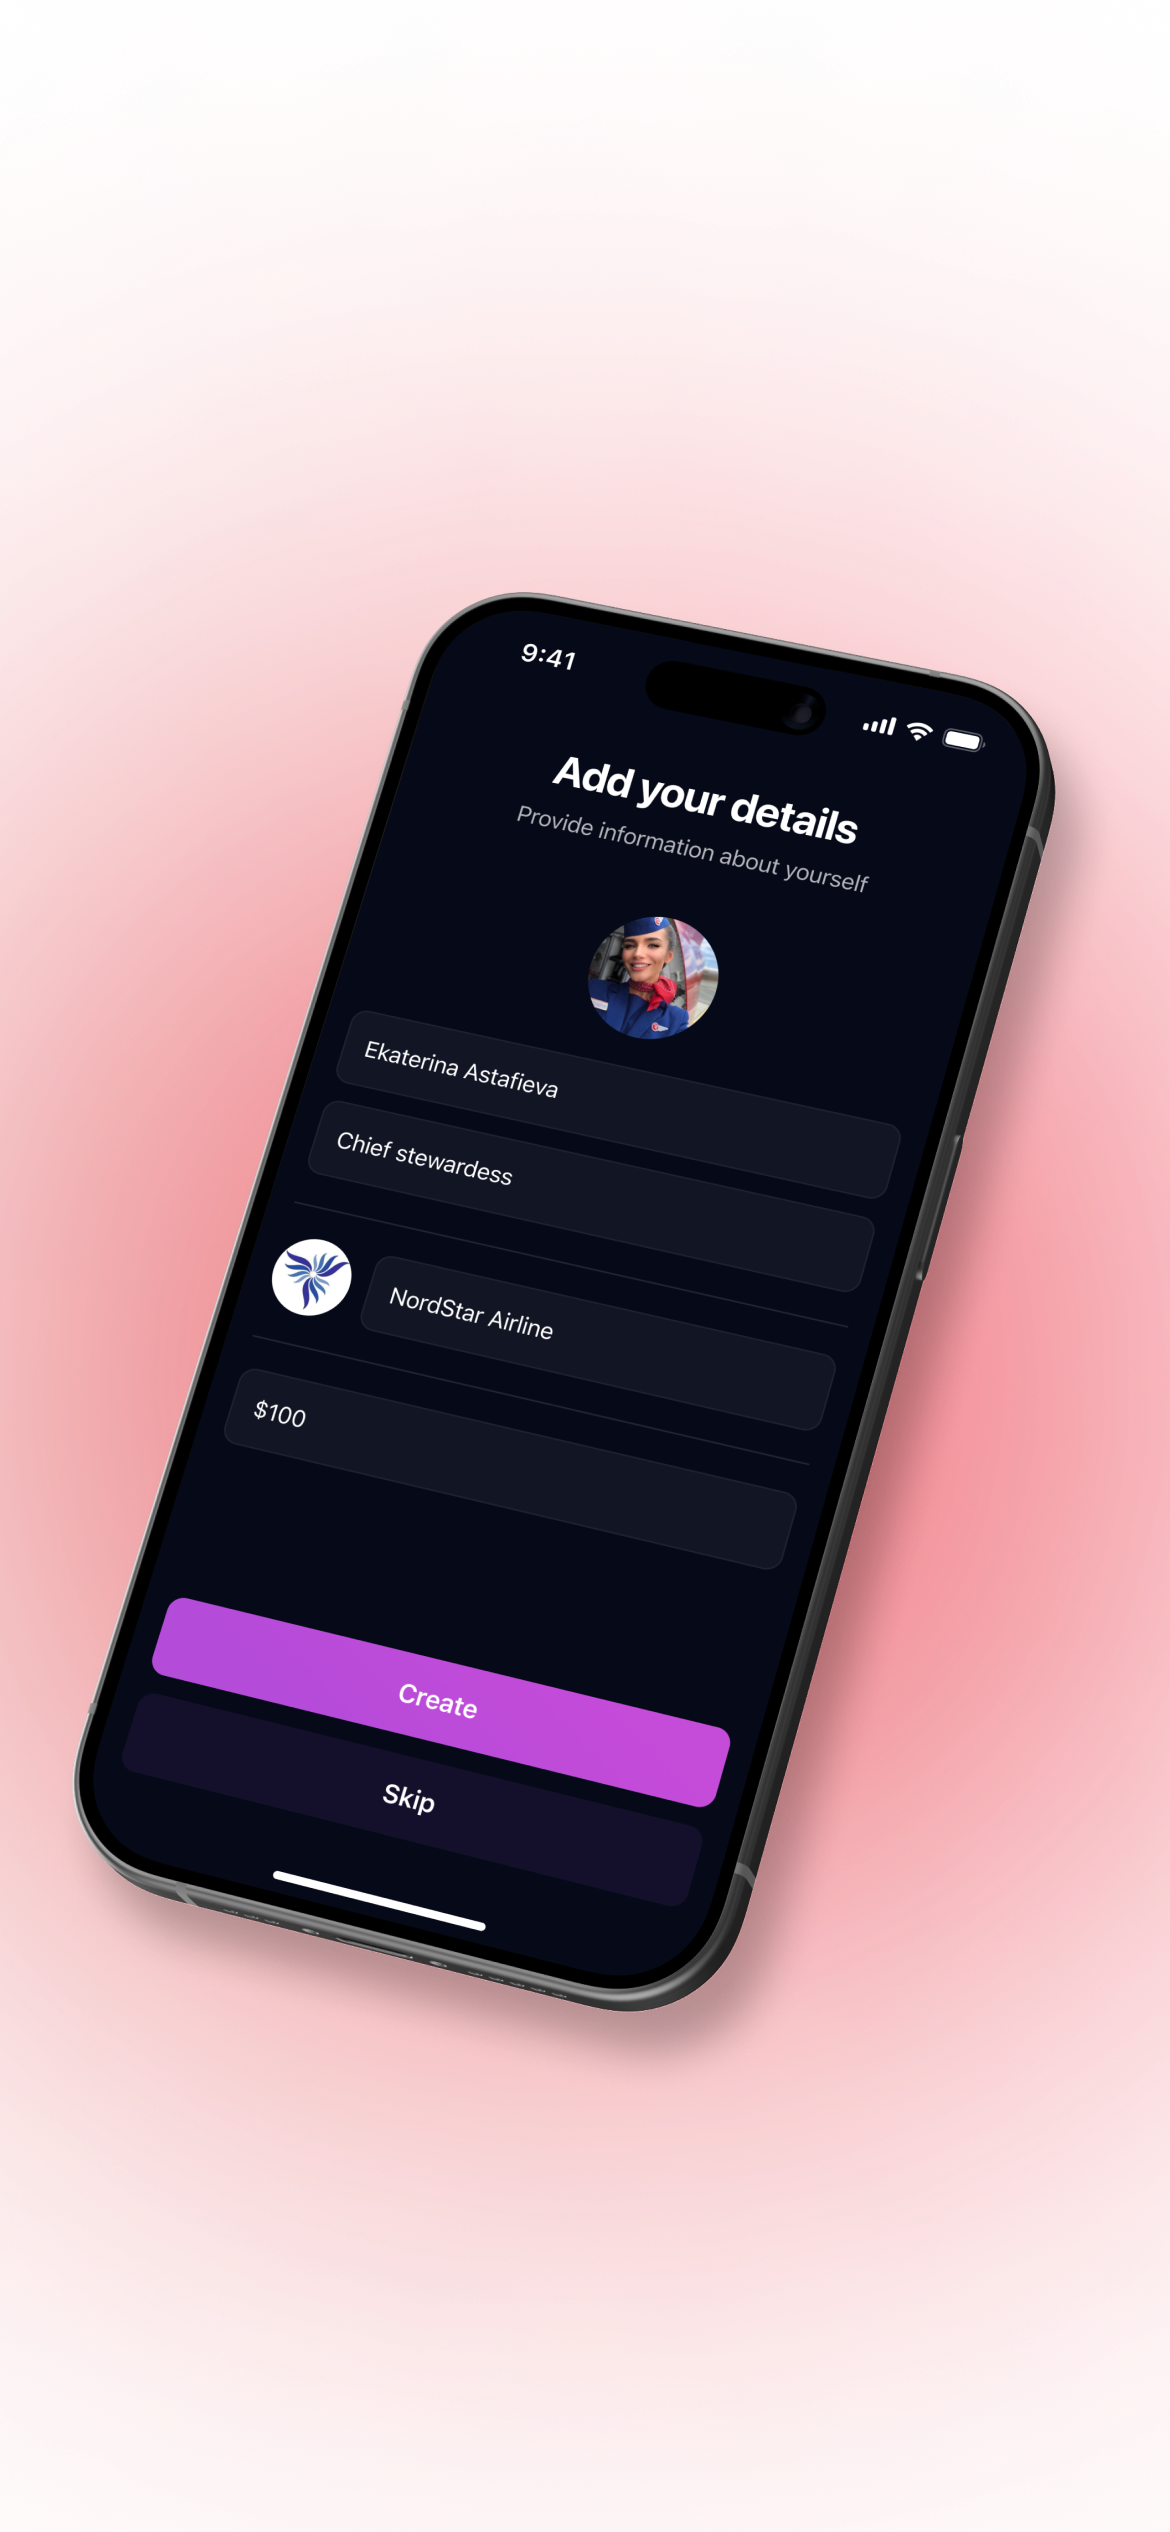 9:41
Add your details
Provide information about yourself
Ekaterina Astafieva
Chief stewardess
NordStar Airline
$100
Create
Skip